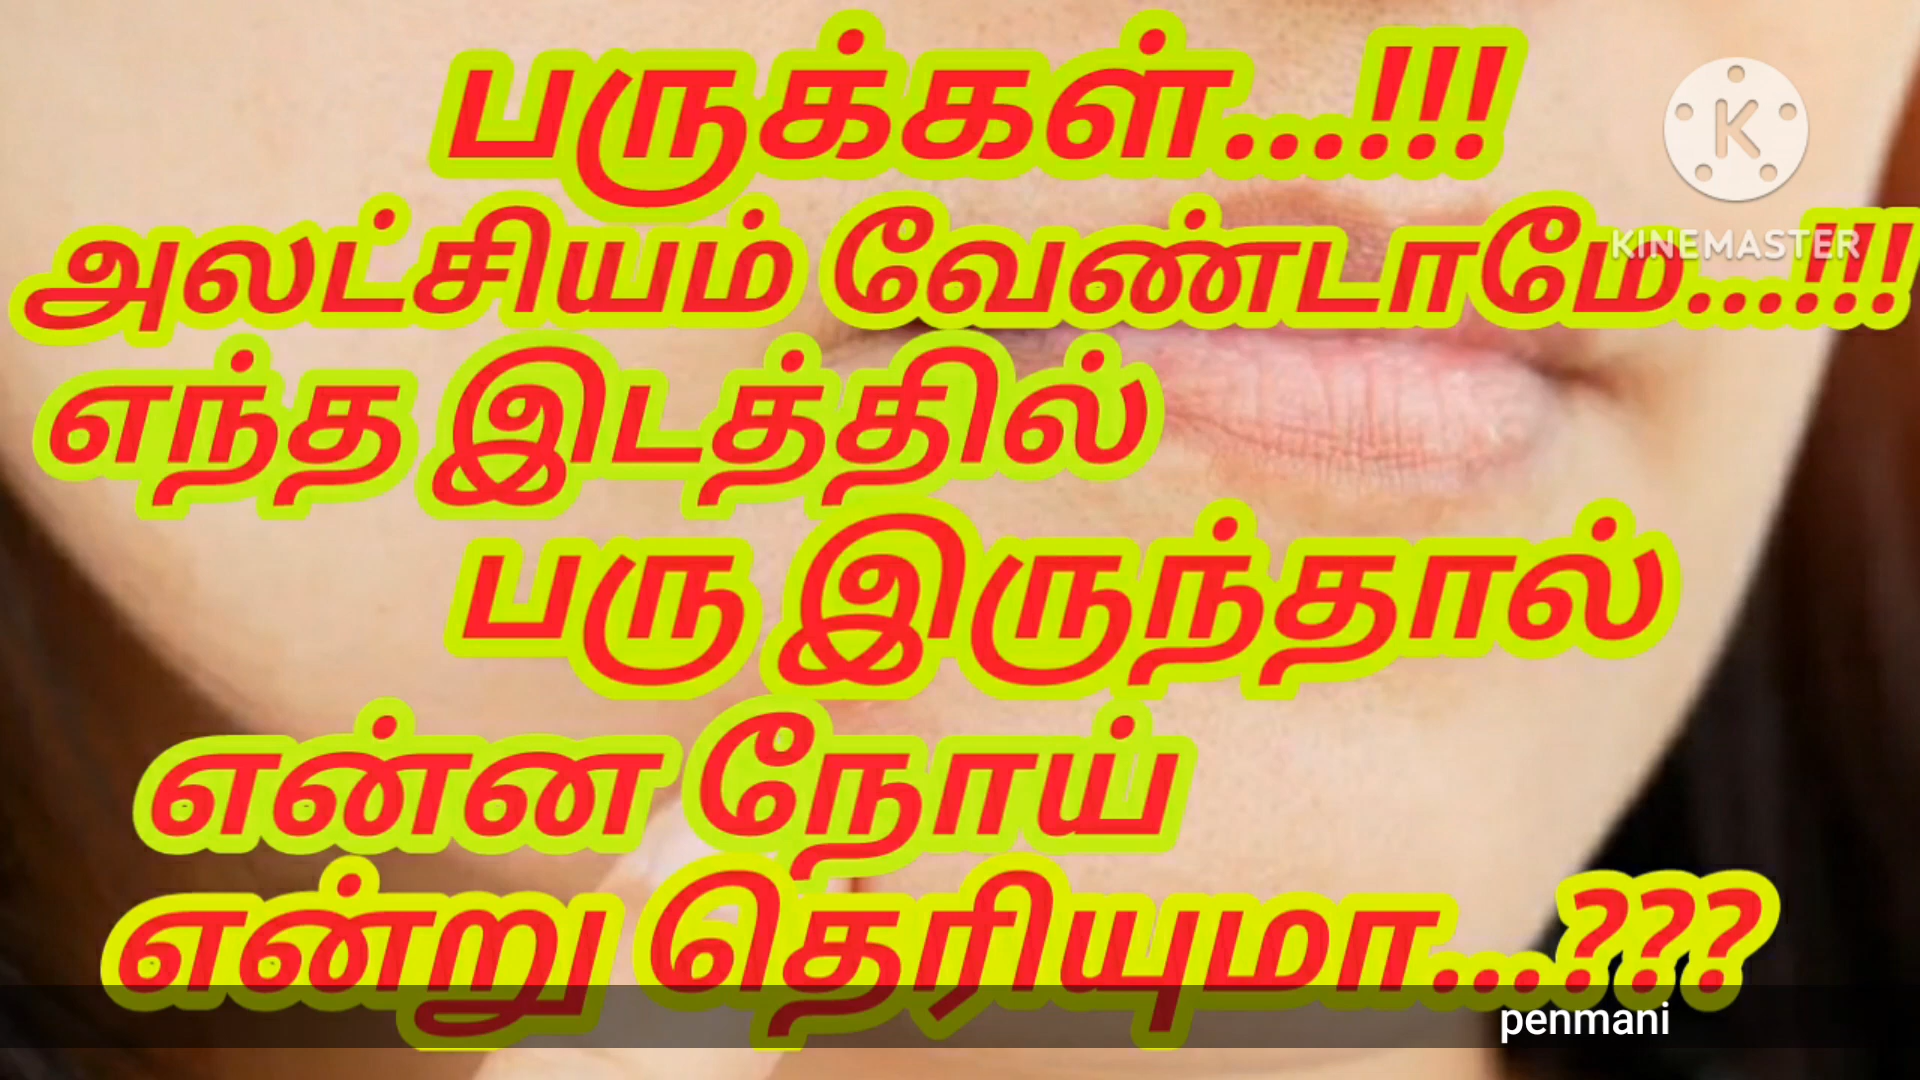 பருக்கள்...!!!
KINEMASTER
அலட்சியம் வேண்டாமே...!!!
எந்த இடத்தில்
பரு இருந்தால்
என்ன நோய்
என்று தெரியுமா...???
penmani